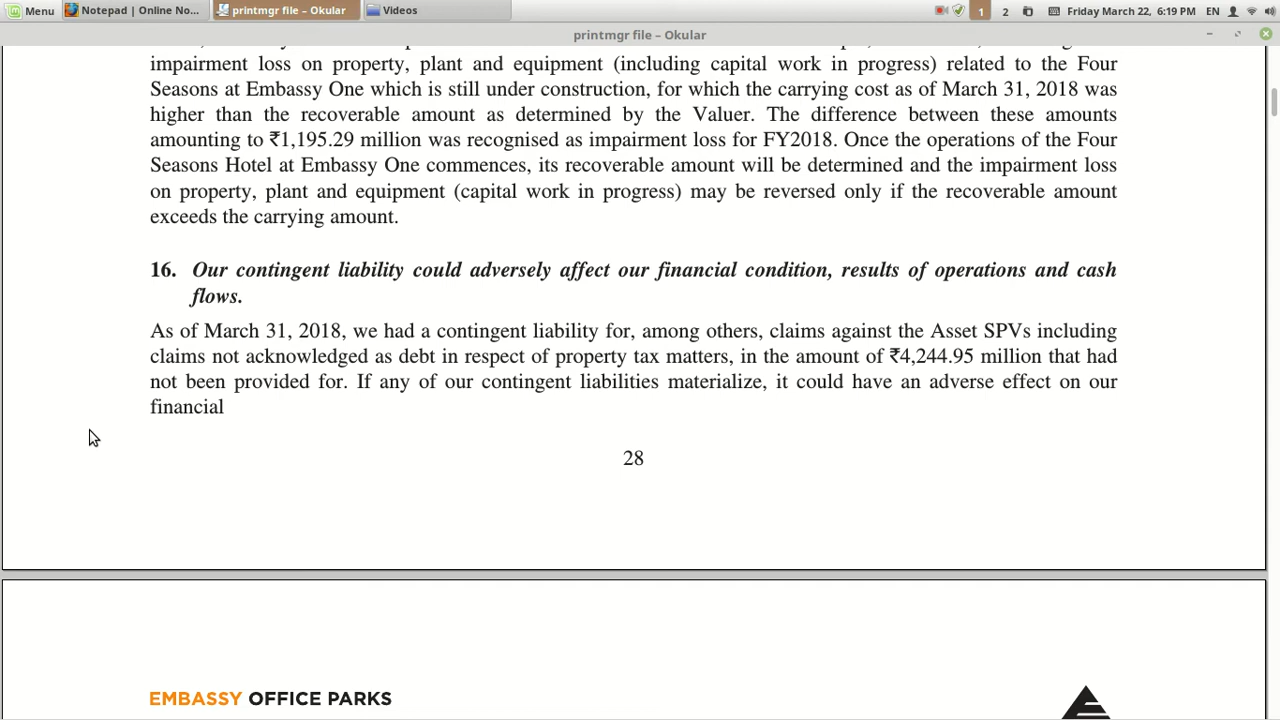 Menu
Notepad | Online No...
printmgr file – Okular
Videos
1
2
Friday March 22, 6:19 PM
EN
printmgr file – Okular
impairment loss on property, plant and equipment (including capital work in progress) related to the Four
Seasons at Embassy One which is still under construction, for which the carrying cost as of March 31, 2018 was
higher than the recoverable amount as determined by the Valuer. The difference between these amounts
amounting to ₹1,195.29 million was recognised as impairment loss for FY2018. Once the operations of the Four
Seasons Hotel at Embassy One commences, its recoverable amount will be determined and the impairment loss
on property, plant and equipment (capital work in progress) may be reversed only if the recoverable amount
exceeds the carrying amount.
16. Our contingent liability could adversely affect our financial condition, results of operations and cash
flows.
As of March 31, 2018, we had a contingent liability for, among others, claims against the Asset SPVs including
claims not acknowledged as debt in respect of property tax matters, in the amount of ₹4,244.95 million that had
not been provided for. If any of our contingent liabilities materialize, it could have an adverse effect on our
financial
28
EMBASSY OFFICE PARKS